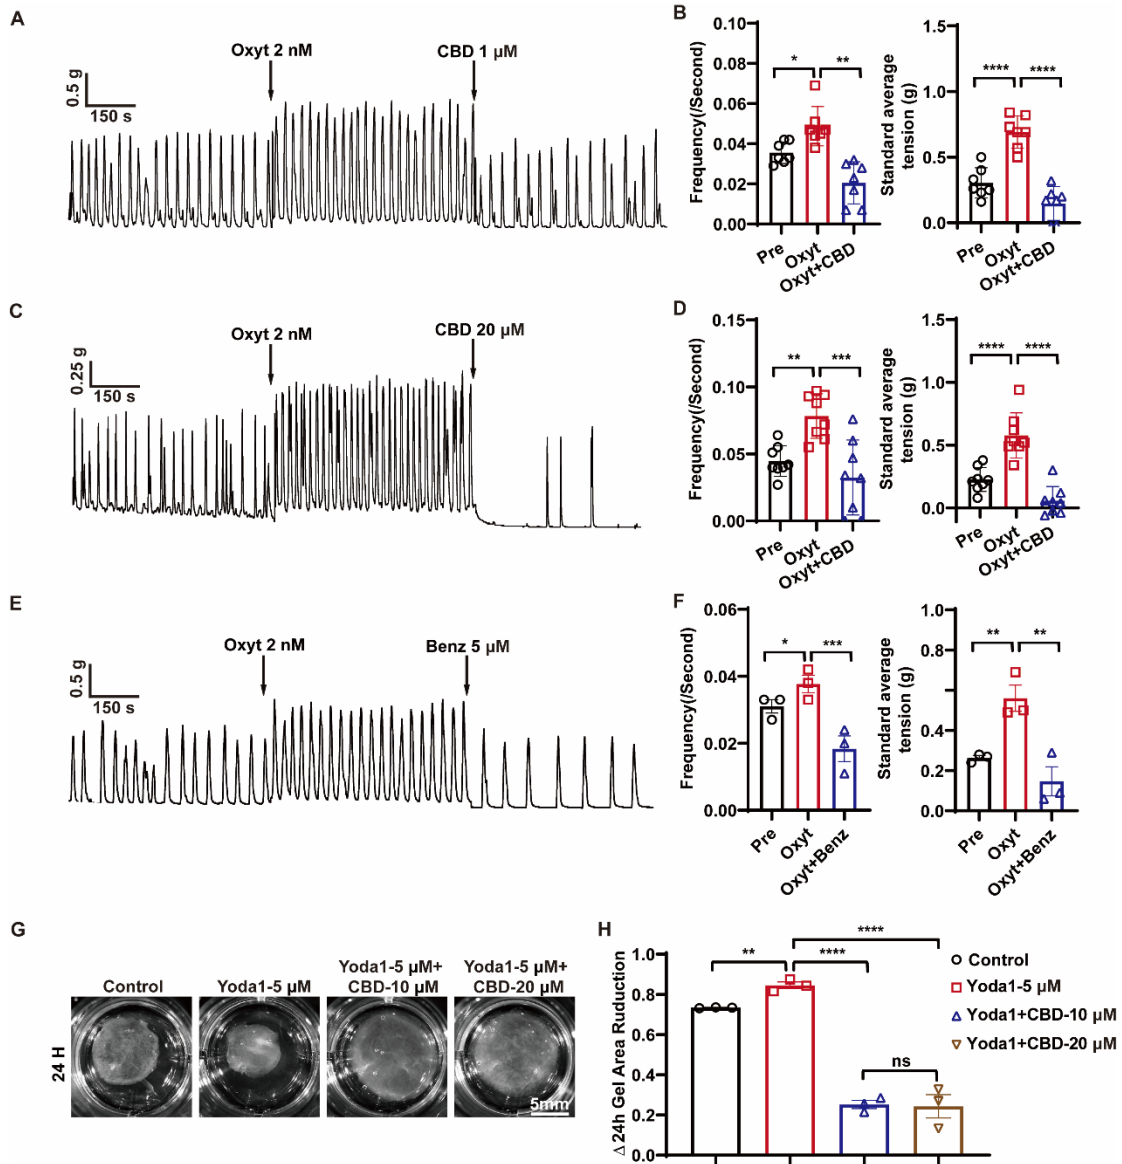 A
Oxyt 2 nM
CBD 1 µM
0.5 g
150 s
B
Frequency(/Second)
0.10
0.08
0.06
0.04
0.02
0.00
*
**
Pre
Oxyt
Oxyt+CBD
Standard average
tension (g)
1.5
1.0
0.5
0.0
****
****
Pre
Oxyt
Oxyt+CBD
C
Oxyt 2 nM
CBD 20 µM
0.25 g
150 s
D
Frequency(/Second)
0.15
0.10
0.05
0.00
**
***
Pre
Oxyt
Oxyt+CBD
Standard average
tension (g)
1.5
1.0
0.5
0.0
****
****
Pre
Oxyt
Oxyt+CBD
E
Oxyt 2 nM
Benz 5 µM
0.5 g
150 s
F
Frequency(/Second)
0.06
0.04
0.02
0.00
*
***
Pre
Oxyt
Oxyt+Benz
Standard average
tension (g)
1.0
0.8
0.4
0.2
0.0
**
**
Pre
Oxyt
Oxyt+Benz
G
Control
Yoda1-5 µM
Yoda1-5 µM+
CBD-10 µM
Yoda1-5 µM+
CBD-20 µM
24 H
5mm
H
Δ 24h Gel Area Ruduction
1.0
0.8
0.6
0.4
0.2
0.0
**
****
****
ns
Control
Yoda1-5 µM
Yoda1+CBD-10 µM
Yoda1+CBD-20 µM